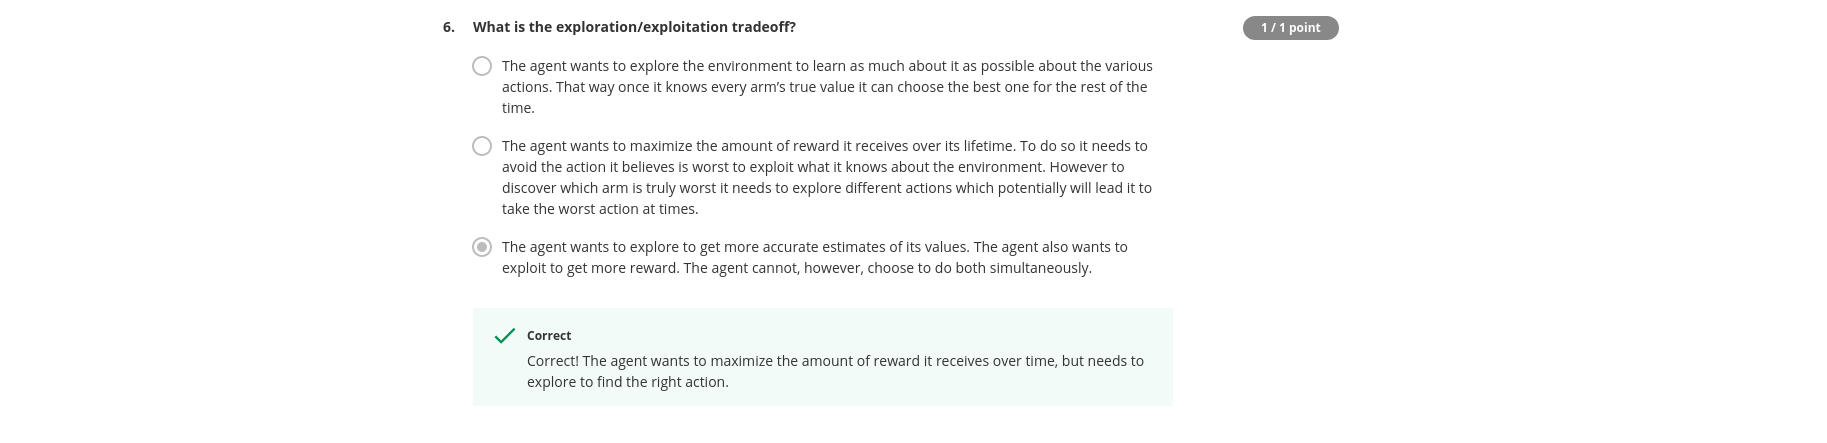 6. What is the exploration/exploitation tradeoff?
1 / 1 point
The agent wants to explore the environment to learn as much about it as possible about the various
actions. That way once it knows every arm’s true value it can choose the best one for the rest of the
time.
The agent wants to maximize the amount of reward it receives over its lifetime. To do so it needs to
avoid the action it believes is worst to exploit what it knows about the environment. However to
discover which arm is truly worst it needs to explore different actions which potentially will lead it to
take the worst action at times.
The agent wants to explore to get more accurate estimates of its values. The agent also wants to
exploit to get more reward. The agent cannot, however, choose to do both simultaneously.
Correct
Correct! The agent wants to maximize the amount of reward it receives over time, but needs to
explore to find the right action.